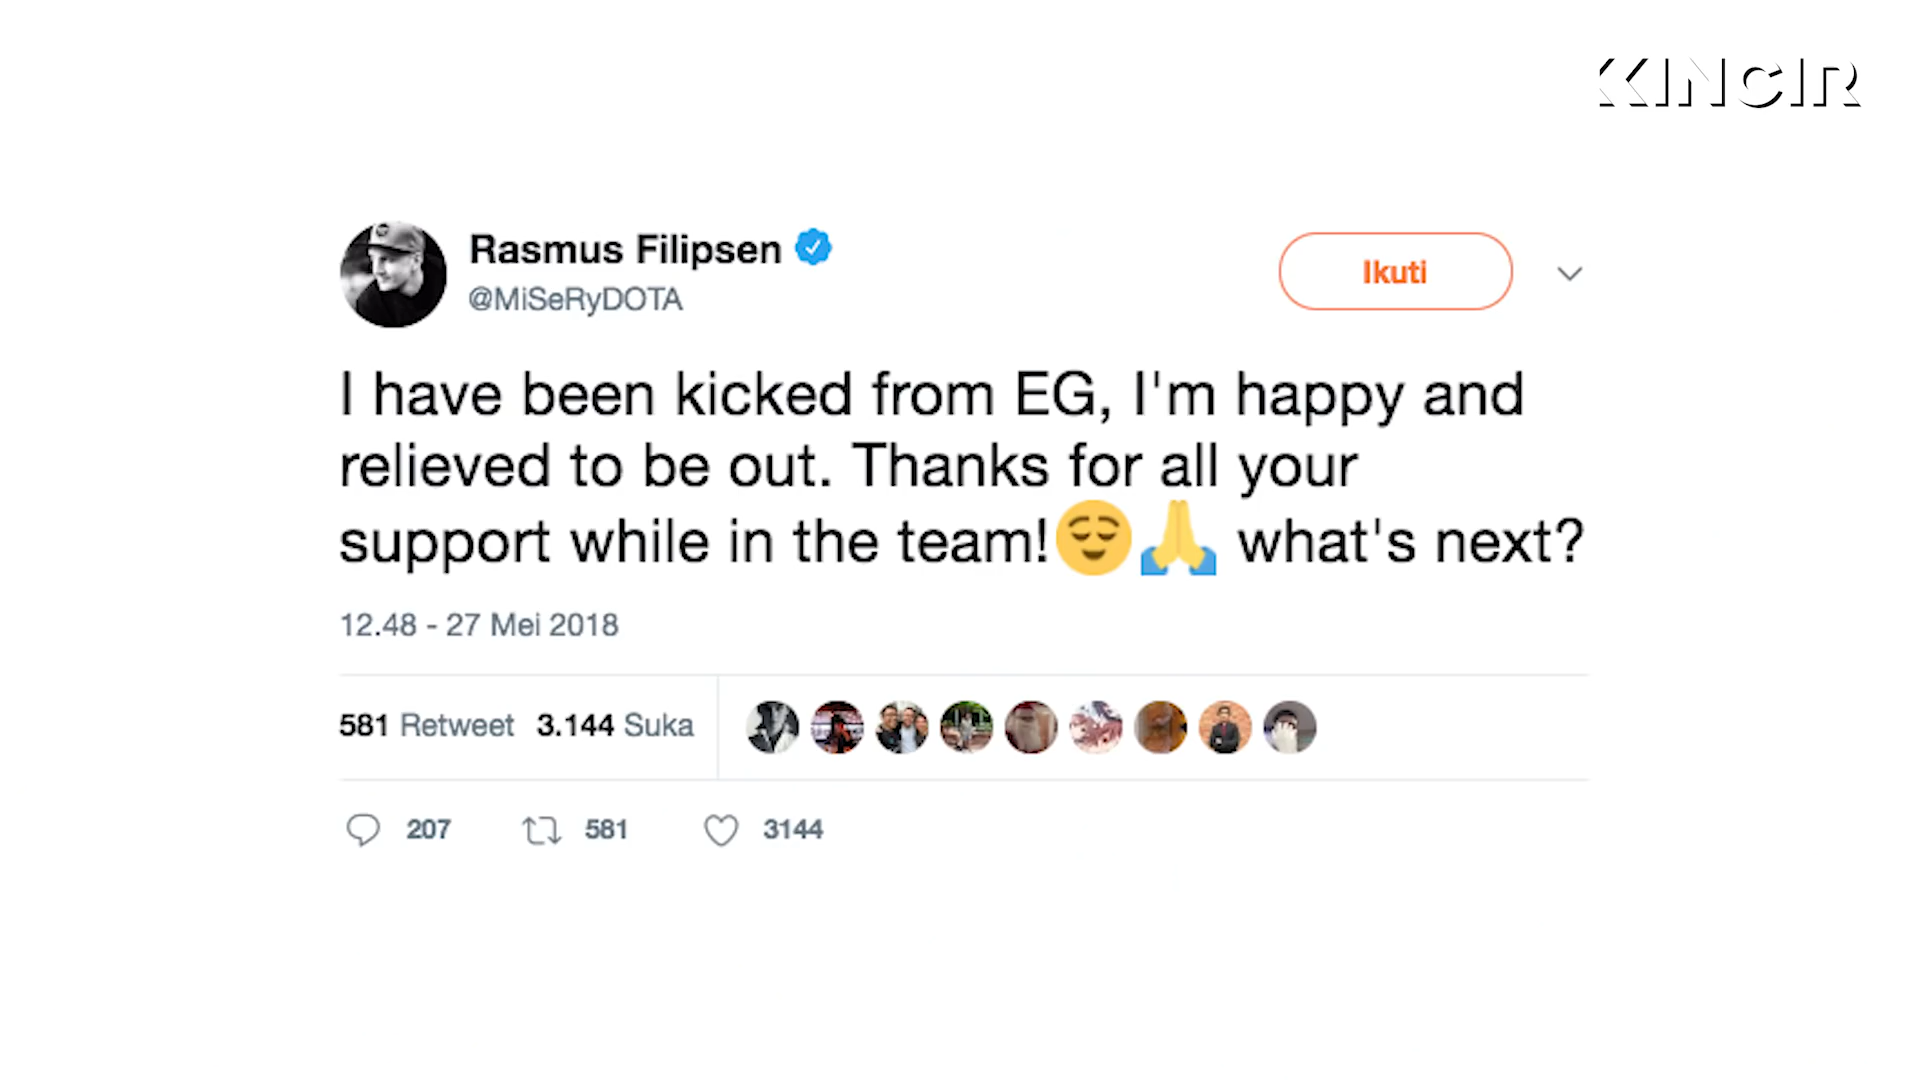 KINCIR
Rasmus Filipsen
@MiSeRyDOTA
Ikuti
I have been kicked from EG, I'm happy and
relieved to be out. Thanks for all your
support while in the team!😌🙏 what's next?
12.48 - 27 Mei 2018
581 Retweet 3.144 Suka
207 581 3144